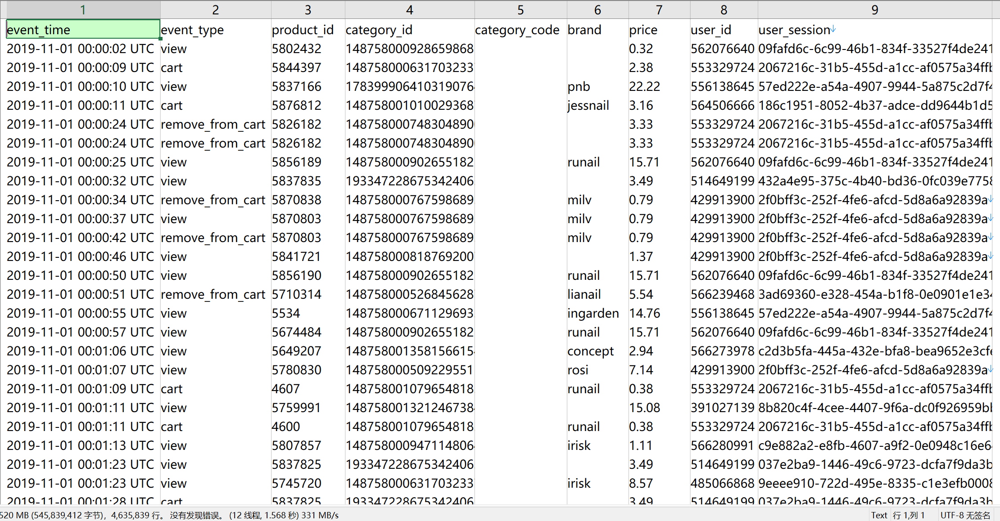 1 2 3 4 5 6 7 8 9
event_time event_type product_id category_id category_code brand price user_id user_session
2019-11-01 00:00:02 UTC view 5802432 148758000928659868 0.32 562076640 09fafd6c-6c99-46b1-834f-33527f4de241
2019-11-01 00:00:09 UTC cart 5844397 148758000631703233 2.38 553329724 2067216c-31b5-455d-a1cc-af0575a34ffb
2019-11-01 00:00:10 UTC view 5837166 178399906410319076 pnb 22.22 556138645 57ed222e-a54a-4907-9944-5a875c2d7f4
2019-11-01 00:00:11 UTC cart 5876812 148758001010029368 jessnail 3.16 564506666 186c1951-8052-4b37-adce-dd9644b1d5
2019-11-01 00:00:24 UTC remove_from_cart 5826182 148758000748304890 3.33 553329724 2067216c-31b5-455d-a1cc-af0575a34ffb
2019-11-01 00:00:24 UTC remove_from_cart 5826182 148758000748304890 3.33 553329724 2067216c-31b5-455d-a1cc-af0575a34ffb
2019-11-01 00:00:25 UTC view 5856189 148758000902655182 runail 15.71 562076640 09fafd6c-6c99-46b1-834f-33527f4de241
2019-11-01 00:00:32 UTC view 5837835 193347228675342406 3.49 514649199 432a4e95-375c-4b40-bd36-0fc039e7758
2019-11-01 00:00:34 UTC remove_from_cart 5870838 148758000767598689 milv 0.79 429913900 2f0bff3c-252f-4fe6-afcd-5d8a6a92839a
2019-11-01 00:00:37 UTC view 5870803 148758000767598689 milv 0.79 429913900 2f0bff3c-252f-4fe6-afcd-5d8a6a92839a
2019-11-01 00:00:42 UTC remove_from_cart 5870803 148758000767598689 milv 0.79 429913900 2f0bff3c-252f-4fe6-afcd-5d8a6a92839a
2019-11-01 00:00:46 UTC view 5841721 148758000818769200 1.37 429913900 2f0bff3c-252f-4fe6-afcd-5d8a6a92839a
2019-11-01 00:00:50 UTC view 5856190 148758000902655182 runail 15.71 562076640 09fafd6c-6c99-46b1-834f-33527f4de241
2019-11-01 00:00:51 UTC remove_from_cart 5710314 148758000526845628 lianail 5.54 566239468 3ad69360-e328-454a-b1f8-0e0901e1e34
2019-11-01 00:00:55 UTC view 5534 148758000671129693 ingarden 14.76 556138645 57ed222e-a54a-4907-9944-5a875c2d7f4
2019-11-01 00:00:57 UTC view 5674484 148758000902655182 runail 15.71 562076640 09fafd6c-6c99-46b1-834f-33527f4de241
2019-11-01 00:01:06 UTC view 5649207 148758001358156615 concept 2.94 566273978 c2d3b5fa-445a-432e-bfa8-bea9652e3cfe
2019-11-01 00:01:07 UTC view 5780830 148758000509229551 rosi 7.14 429913900 2f0bff3c-252f-4fe6-afcd-5d8a6a92839a
2019-11-01 00:01:09 UTC cart 4607 148758001079654818 runail 0.38 553329724 2067216c-31b5-455d-a1cc-af0575a34ffb
2019-11-01 00:01:11 UTC view 5759991 148758001321246738 15.08 391027139 8b820c4f-4cee-4407-9f6a-dc0f926959bb
2019-11-01 00:01:11 UTC cart 4600 148758001079654818 runail 0.38 553329724 2067216c-31b5-455d-a1cc-af0575a34ffb
2019-11-01 00:01:13 UTC view 5807857 148758000947114806 irisk 1.11 566280991 c9e882a2-e8fb-4607-a9f2-0e0948c16e6
2019-11-01 00:01:23 UTC view 5837825 193347228675342406 3.49 514649199 037e2ba9-1446-49c6-9723-dcfa7f9da3b
2019-11-01 00:01:23 UTC view 5745720 148758000631703233 irisk 8.57 485066868 9eeee910-722d-495e-8335-c1e3efb0008
2019-11-01 00:01:28 UTC cart 5837825 193347228675342406 3.49 514649199 037e2ba9-1446-49c6-9723-dcfa7f9da3b
520 MB (545,839,412 字节)，4,635,839 行。 没有发现错误。 (12 线程, 1.568 秒) 331 MB/s Text 行 1,列 1 UTF-8 无签名